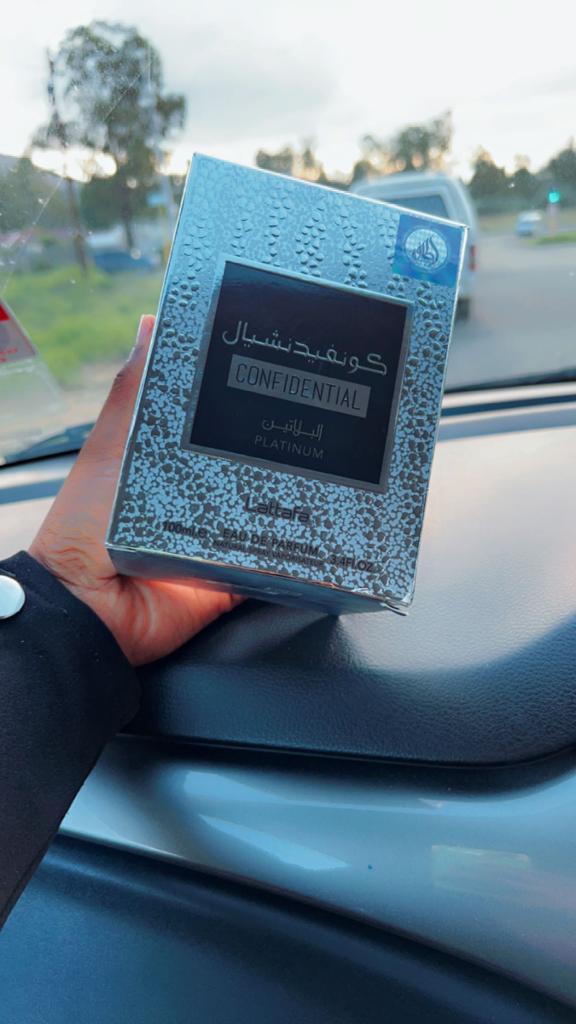 كونفيدنشيال
CONFIDENTIAL
البلاتين
PLATINUM
Lattafa
100ml.e EAU DE PARFUM 3.4FL.OZ